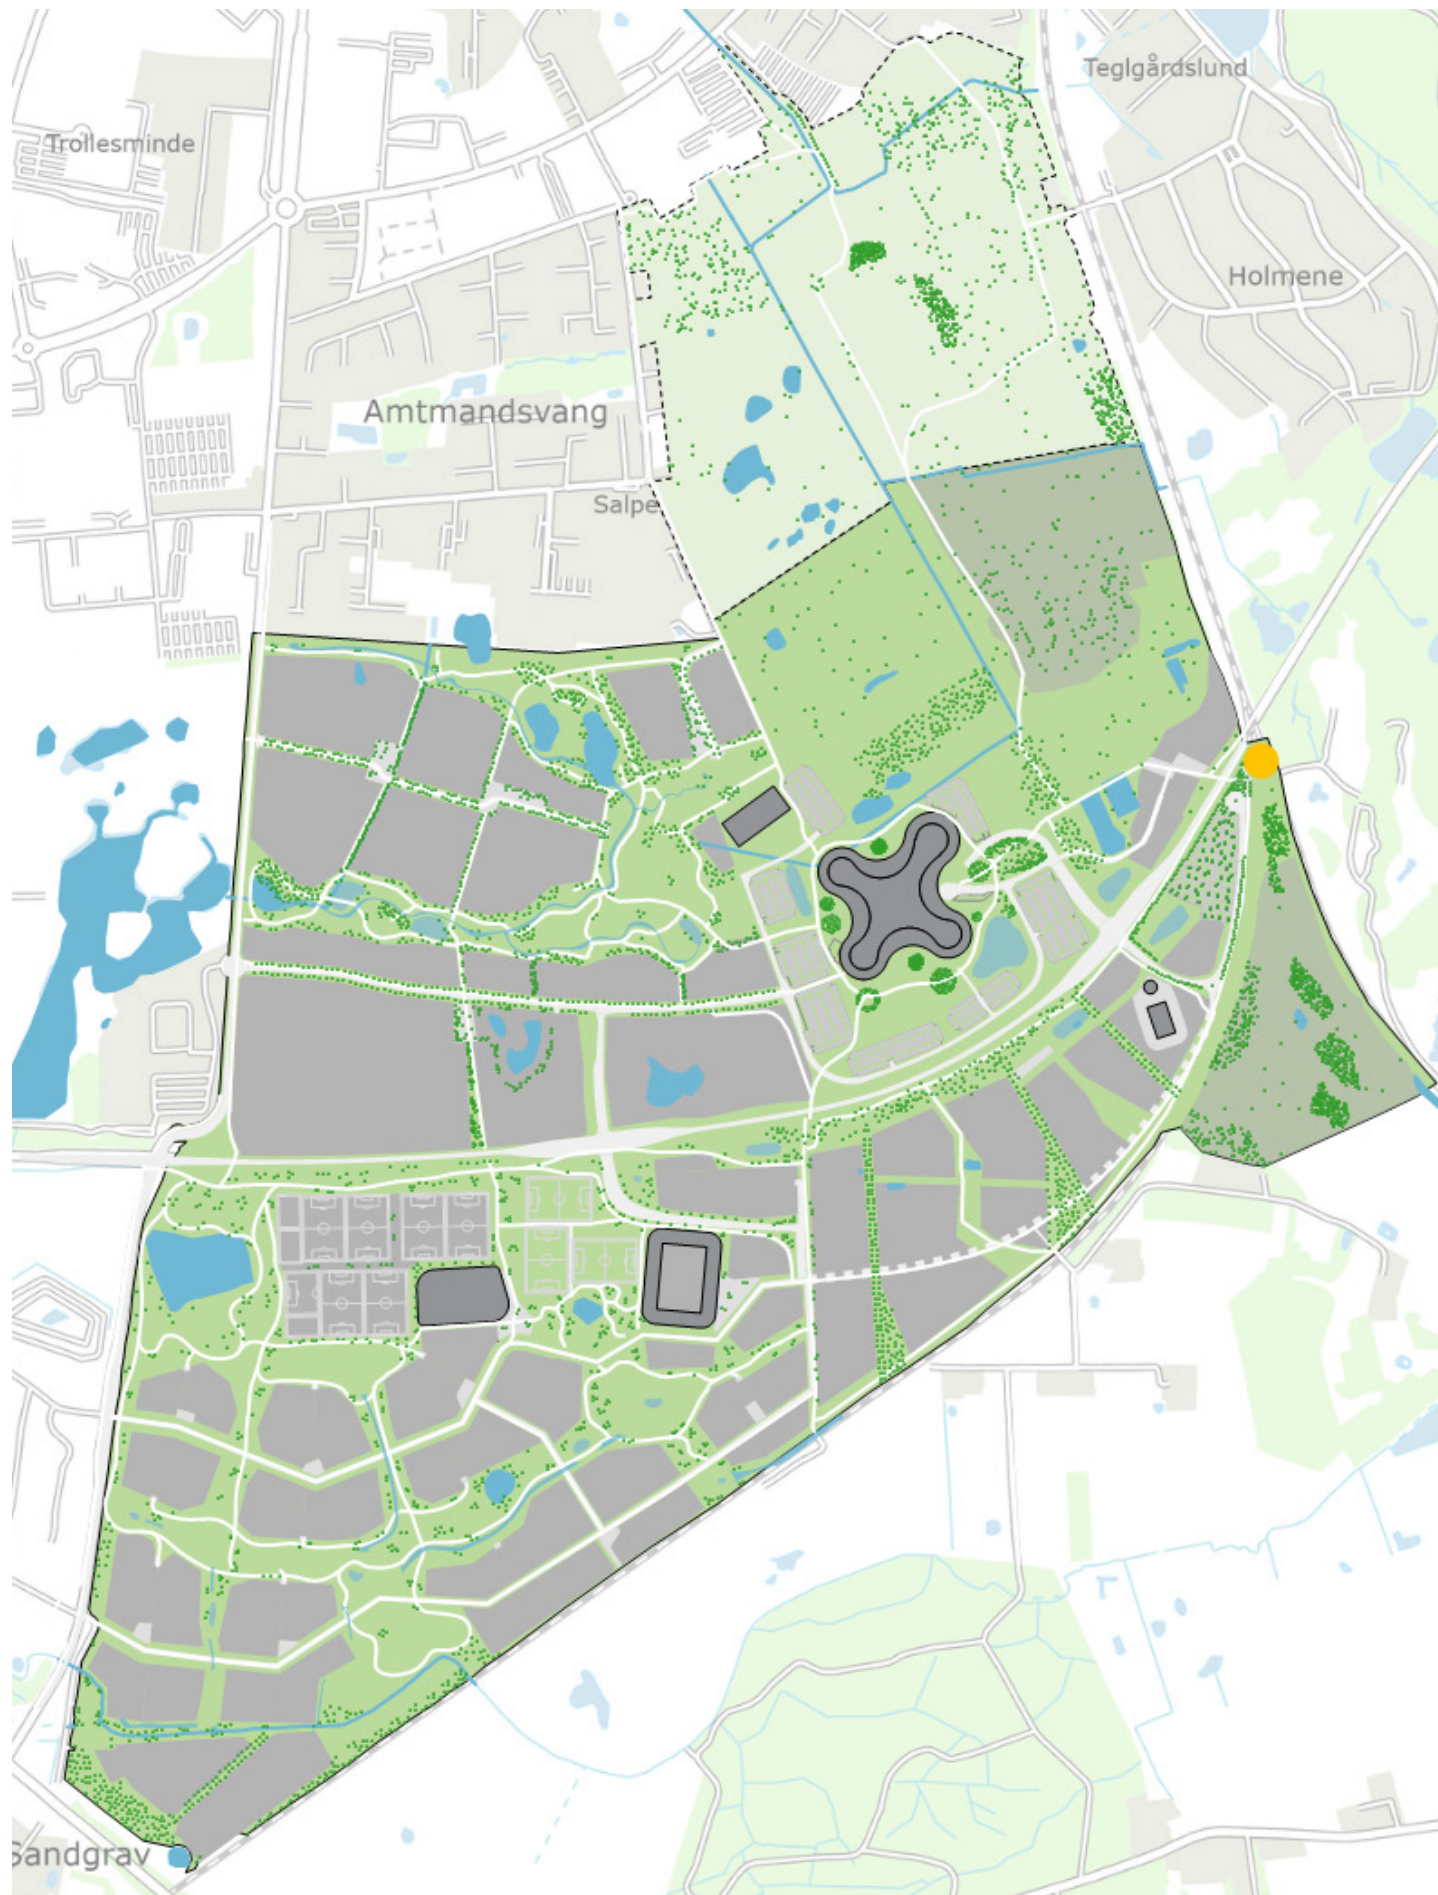 Teglgårdslund
Trollesminde
Holmene
Amtmandsvang
Salpe
Sandgrav